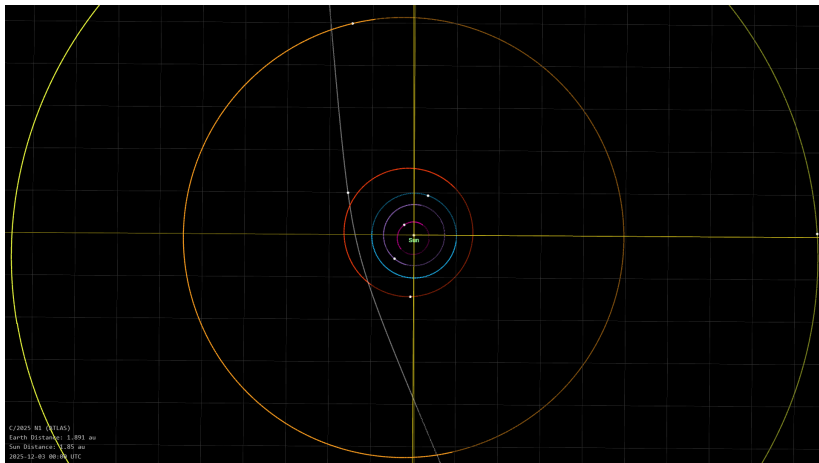 Sun
C/2025 N1 (ATLAS)
Earth Distance: 1.891 au
Sun Distance: 1.85 au
2025-12-03 00:00 UTC